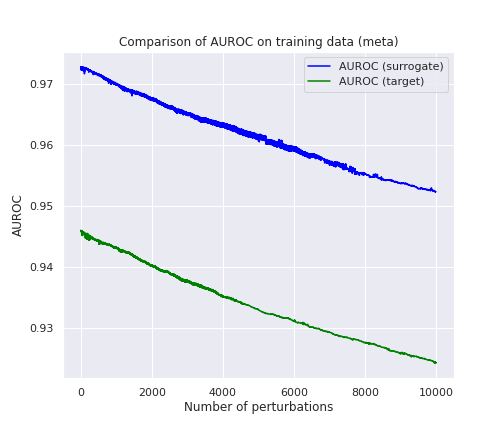 Comparison of AUROC on training data (meta)
AUROC (surrogate)
AUROC (target)
0.97
0.96
0.95
0.94
0.93
AUROC
0 2000 4000 6000 8000 10000
Number of perturbations